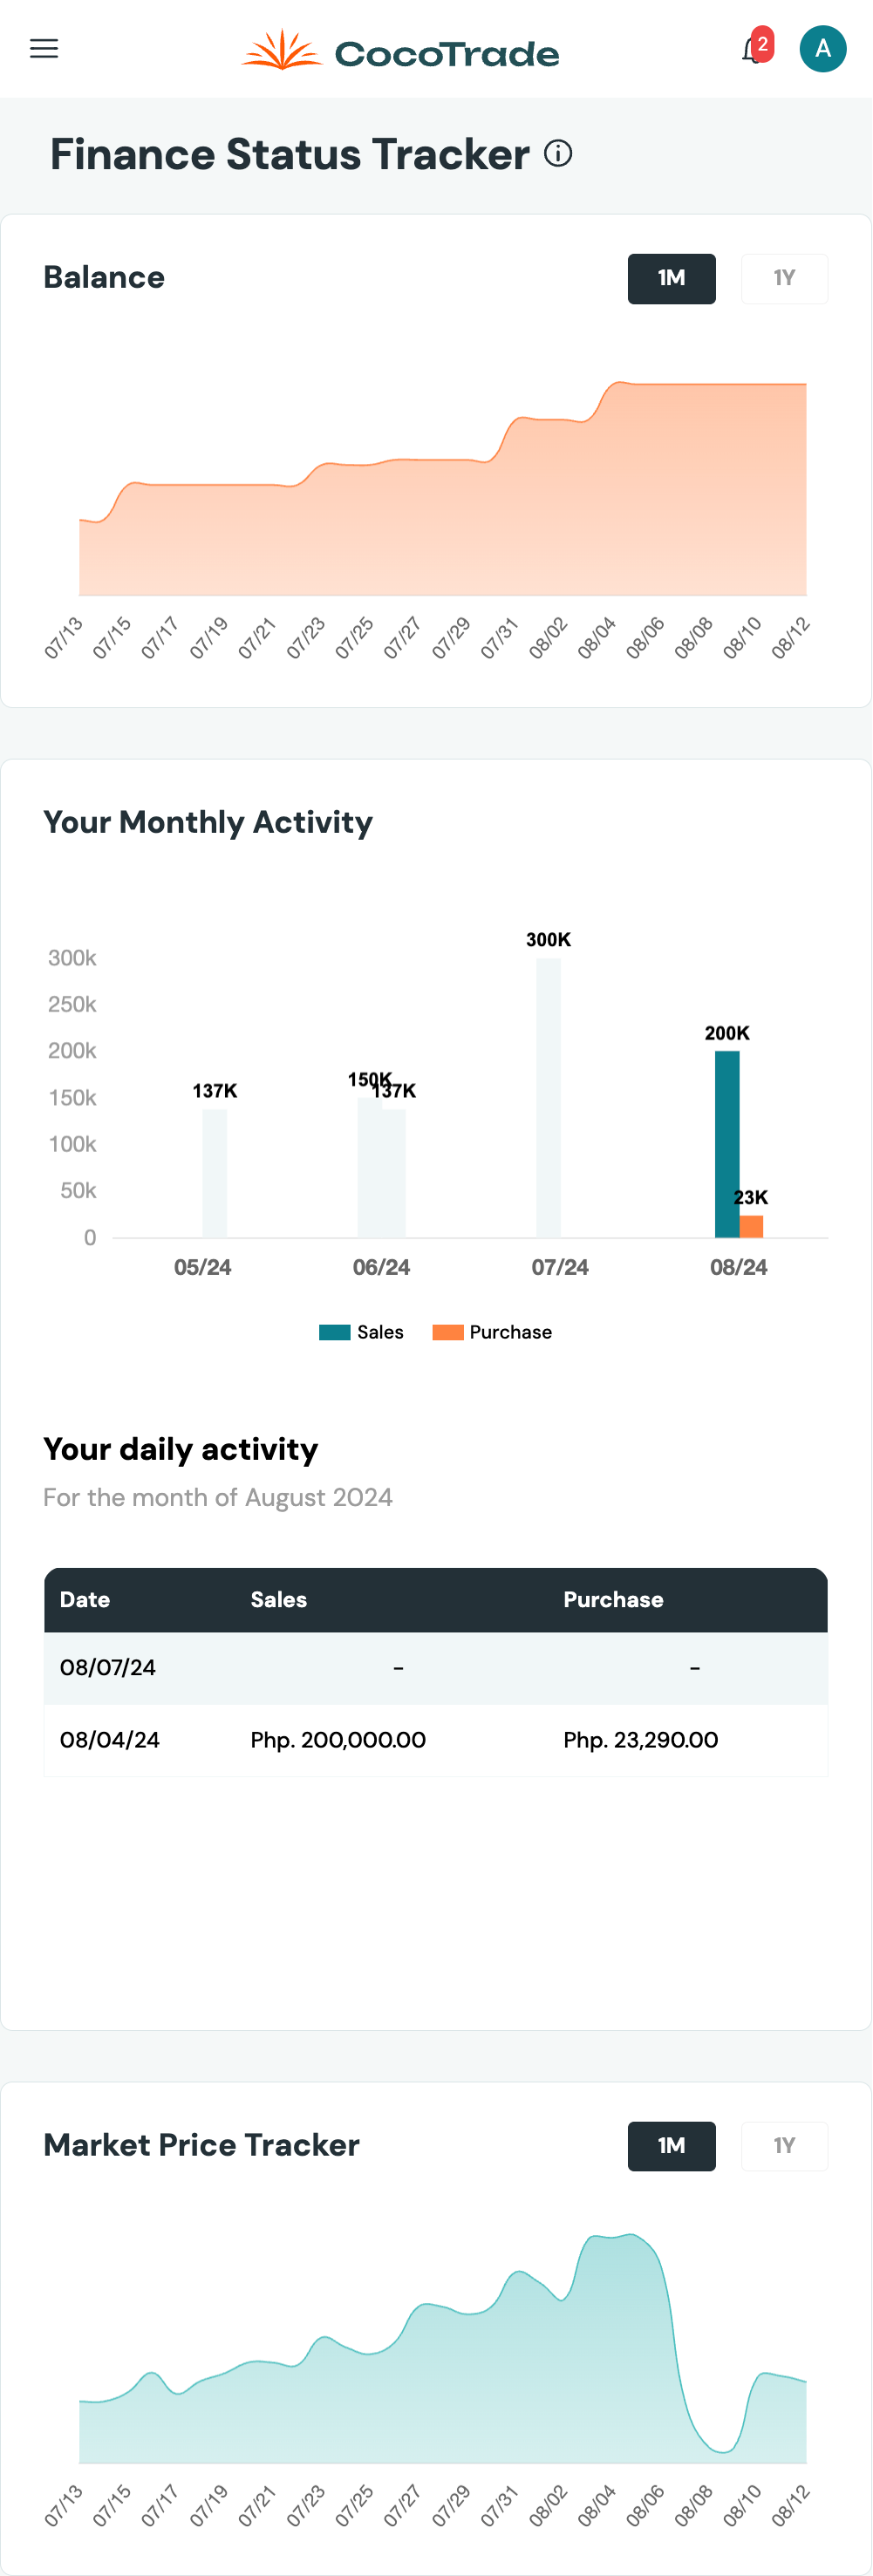 CocoTrade
2
A
Finance Status Tracker
Balance
1M 1Y
07/13 07/15 07/17 07/19 07/21 07/23 07/25 07/27 07/29 07/31 08/02 08/04 08/06 08/08 08/10 08/12
Your Monthly Activity
300k
250k
200k
150k
100k
50k
0
137K
150K
137K
300K
200K
23K
05/24 06/24 07/24 08/24
Sales Purchase
Your daily activity
For the month of August 2024
Date Sales Purchase
08/07/24 - -
08/04/24 Php. 200,000.00 Php. 23,290.00
Market Price Tracker
1M 1Y
07/13 07/15 07/17 07/19 07/21 07/23 07/25 07/27 07/29 07/31 08/02 08/04 08/06 08/08 08/10 08/12